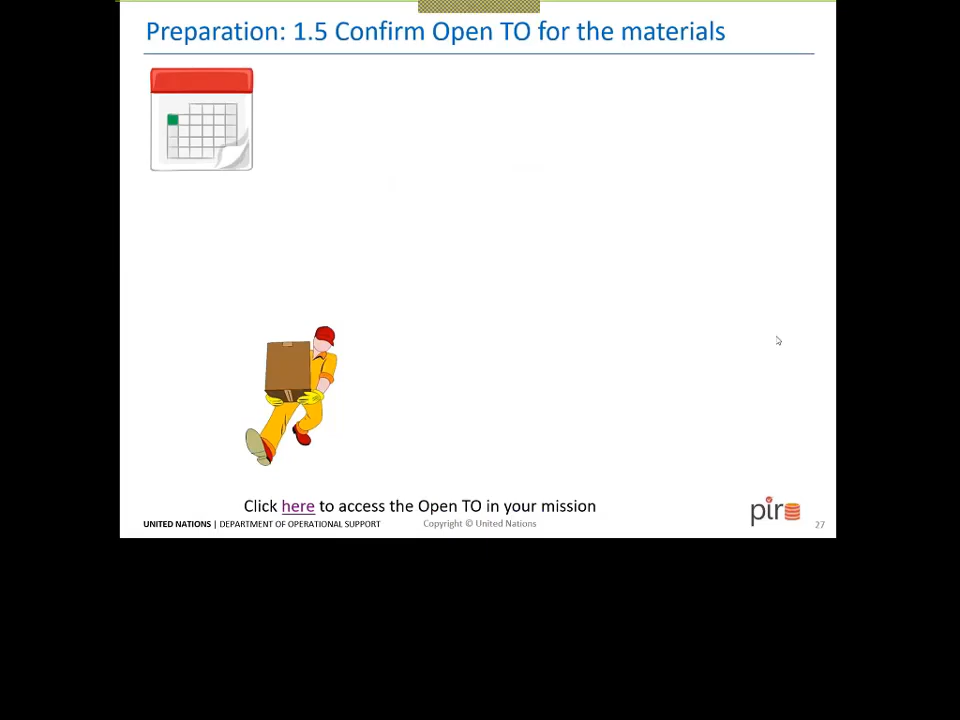 Preparation: 1.5 Confirm Open TO for the materials
Click here to access the Open TO in your mission
UNITED NATIONS | DEPARTMENT OF OPERATIONAL SUPPORT
Copyright © United Nations
pir
27